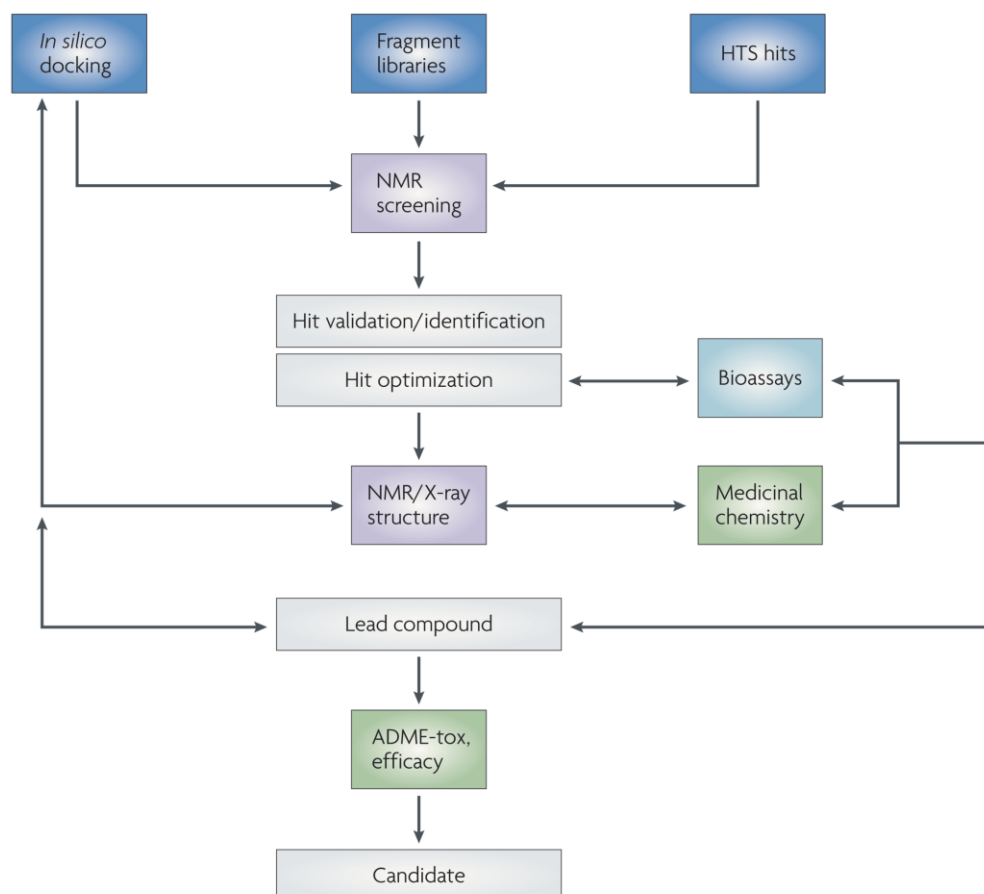 In silico
docking
Fragment
libraries
HTS hits
NMR
screening
Hit validation/identification
Hit optimization
Bioassays
NMR/X-ray
structure
Medicinal
chemistry
Lead compound
ADME-tox,
efficacy
Candidate